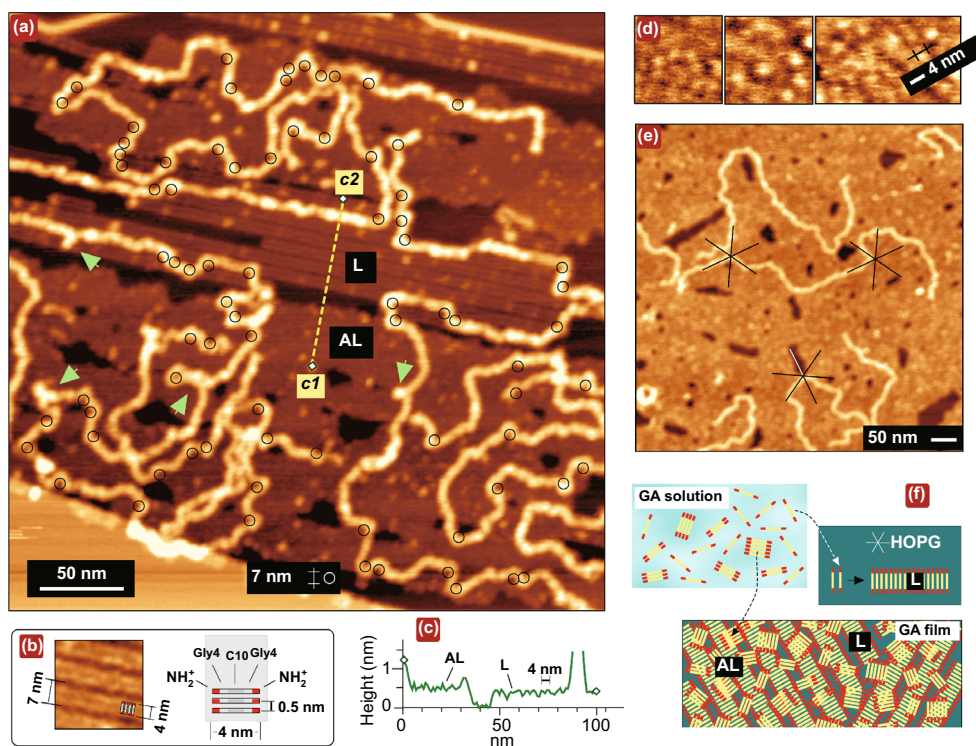 (a)
c2
L
AL
c1
50 nm
7 nm
(b)
7 nm
4 nm
Gly4
C10
Gly4
NH2+
NH2+
0.5 nm
4 nm
(c)
Height (nm)
1
0
AL
L
4 nm
0
50
100
nm
(d)
4 nm
(e)
50 nm
(f)
GA solution
HOPG
L
GA film
AL
L